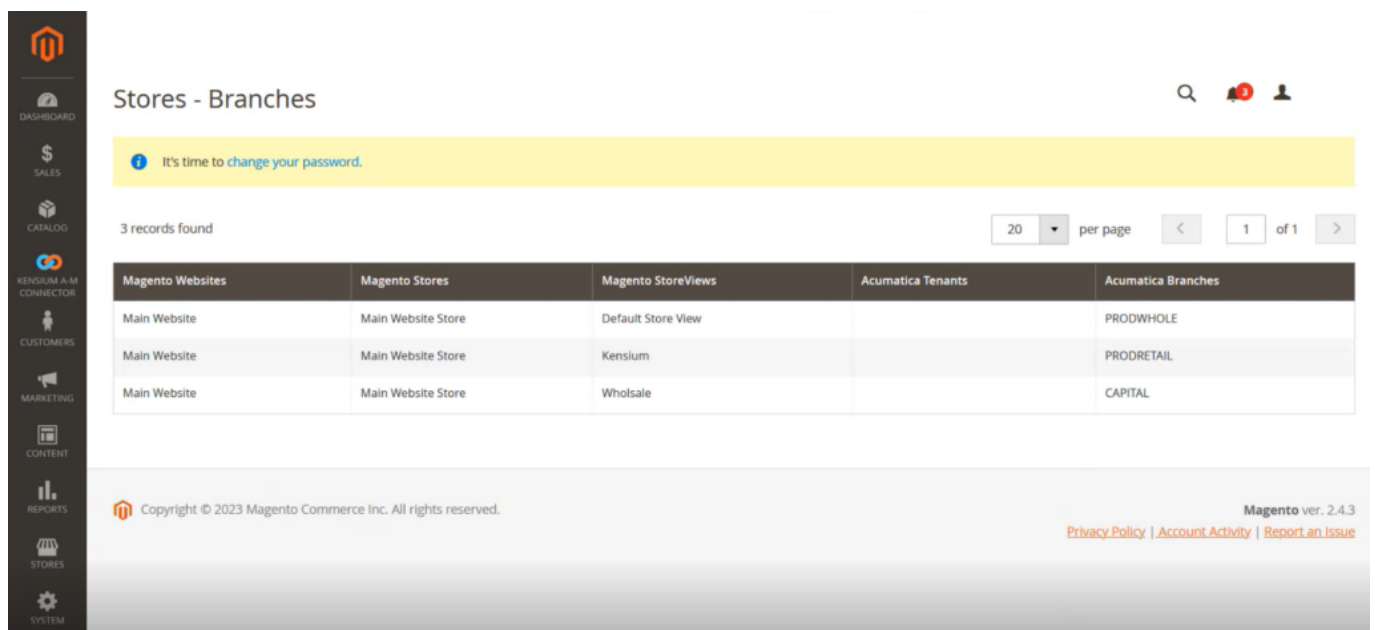 Stores - Branches
3
DASHBOARD
SALES
CATALOG
KENSIUM A-M
CONNECTOR
CUSTOMERS
MARKETING
CONTENT
REPORTS
STORES
SYSTEM
It's time to change your password.
3 records found
20 per page 1 of 1
Magento Websites Magento Stores Magento StoreViews Acumatica Tenants Acumatica Branches
Main Website Main Website Store Default Store View PRODWHOLE
Main Website Main Website Store Kensium PRODRETAIL
Main Website Main Website Store Wholsale CAPITAL
Copyright © 2023 Magento Commerce Inc. All rights reserved.
Magento ver. 2.4.3
Privacy Policy | Account Activity | Report an Issue